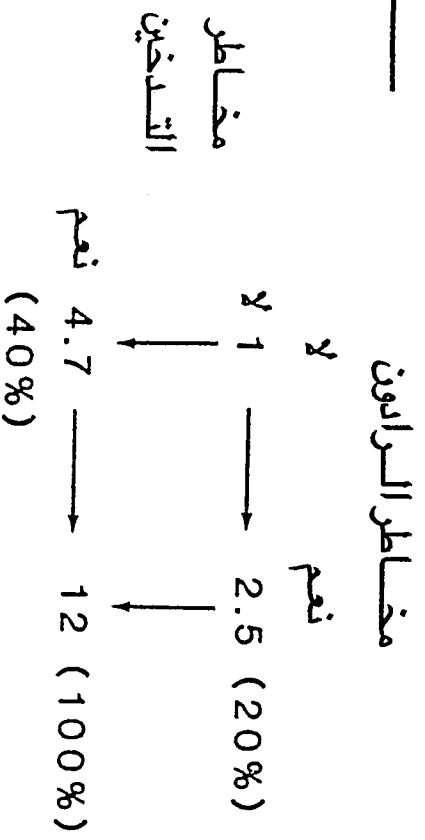 مخاطر الرادون
لا نعم
مخاطر التدخين
لا 1 2.5 (20%)
نعم 4.7 12 (100%)
(40%)